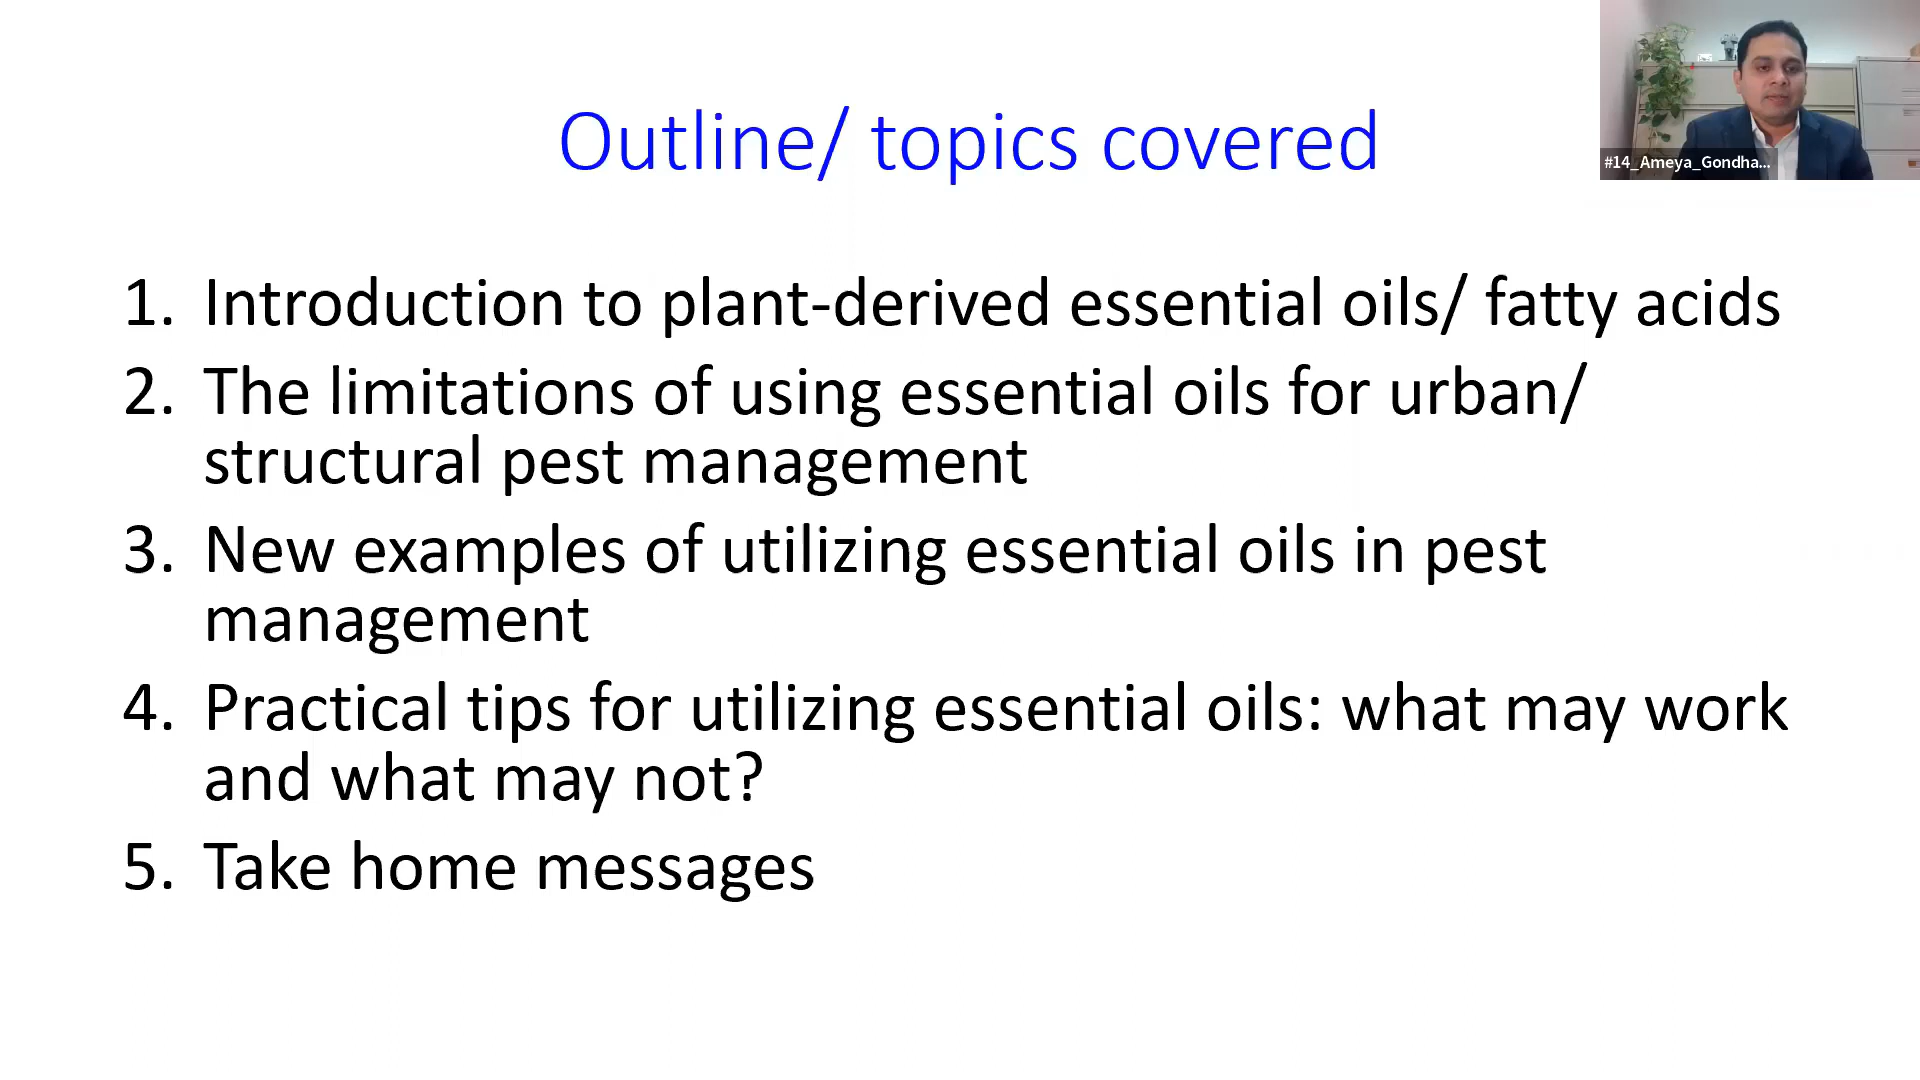 Outline/ topics covered
#14_Ameya_Gondha...
1. Introduction to plant-derived essential oils/ fatty acids
2. The limitations of using essential oils for urban/
structural pest management
3. New examples of utilizing essential oils in pest
management
4. Practical tips for utilizing essential oils: what may work
and what may not?
5. Take home messages